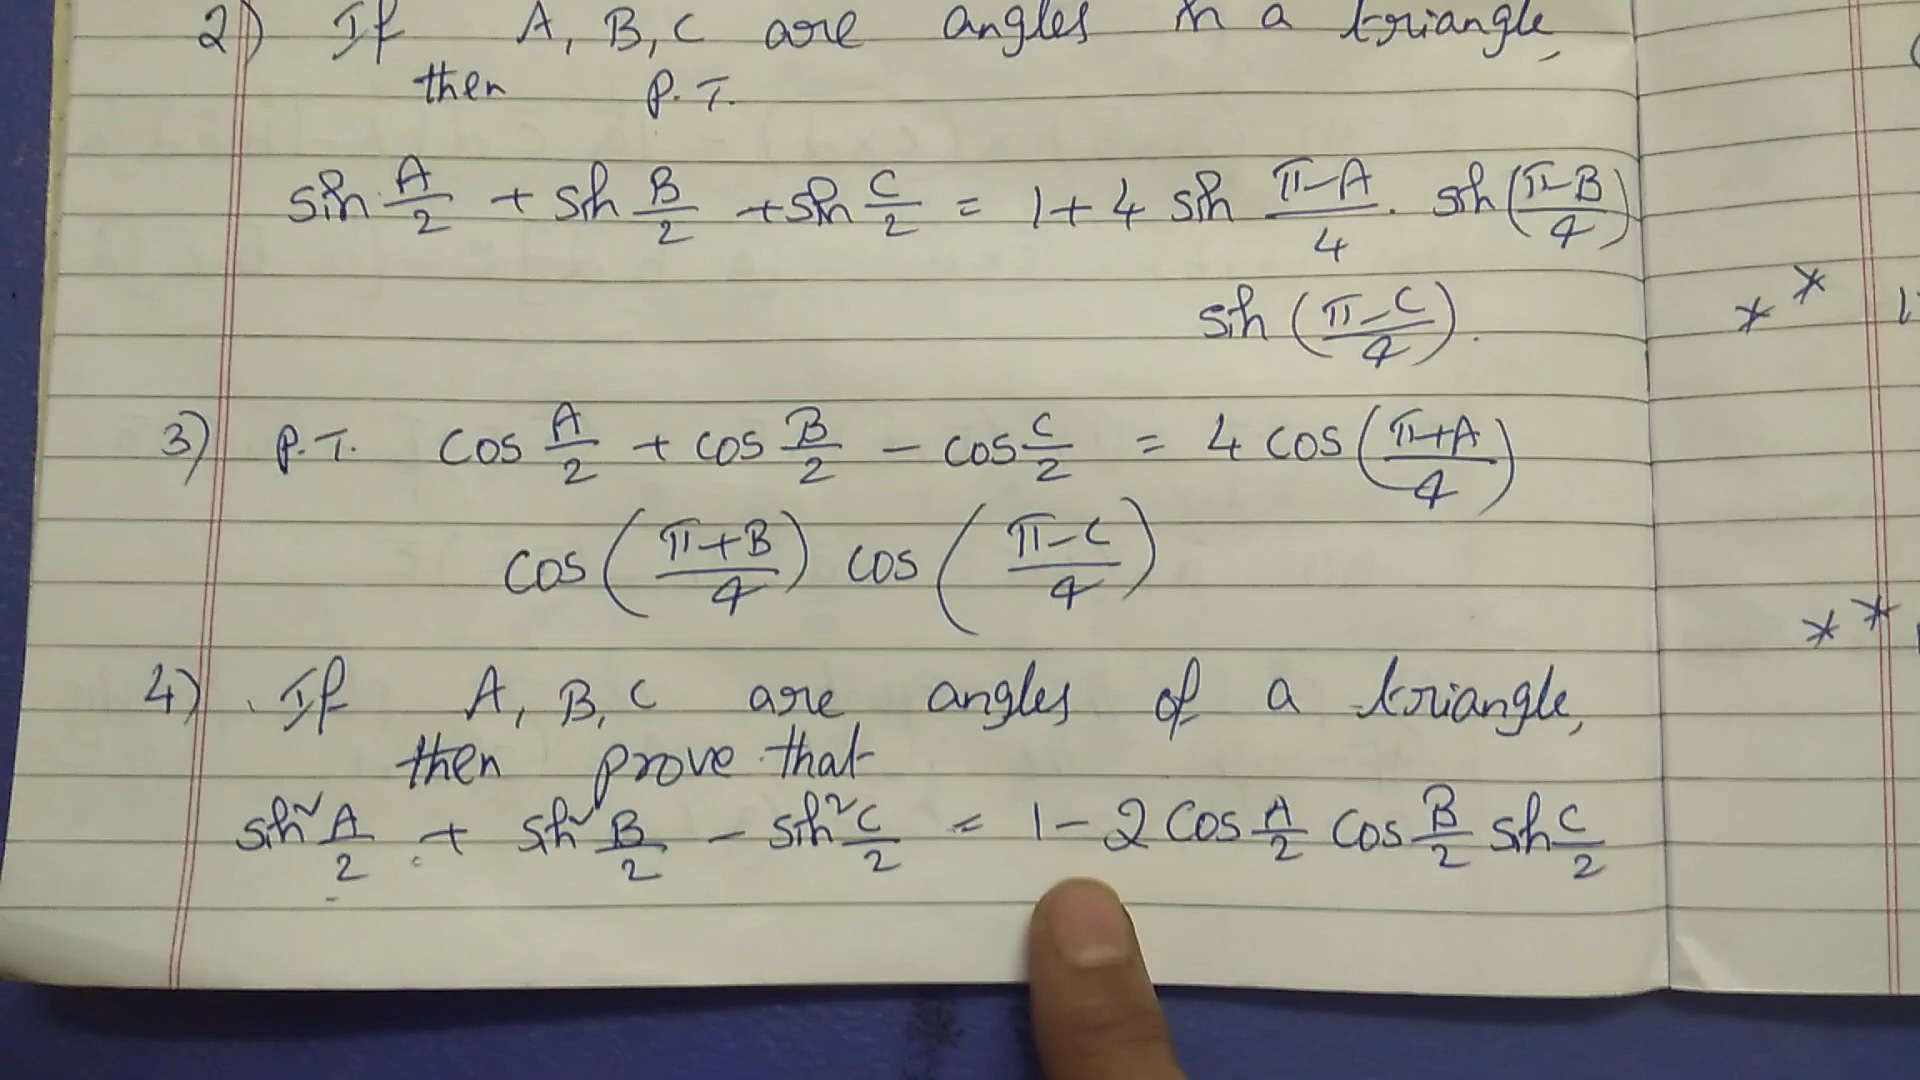 2) If A, B, C are angles in a triangle,
then P.T.
sin A/2 + sin B/2 + sin C/2 = 1 + 4 sin π-A/4 . sin (π-B/4)
sin (π-C/4).
3) P.T. cos A/2 + cos B/2 - cos C/2 = 4 cos (π+A/4)
cos (π+B/4) cos (π-C/4)
4) If A, B, C are angles of a triangle,
then prove that
sin² A/2 + sin² B/2 - sin² C/2 = 1 - 2 cos A/2 cos B/2 sin C/2